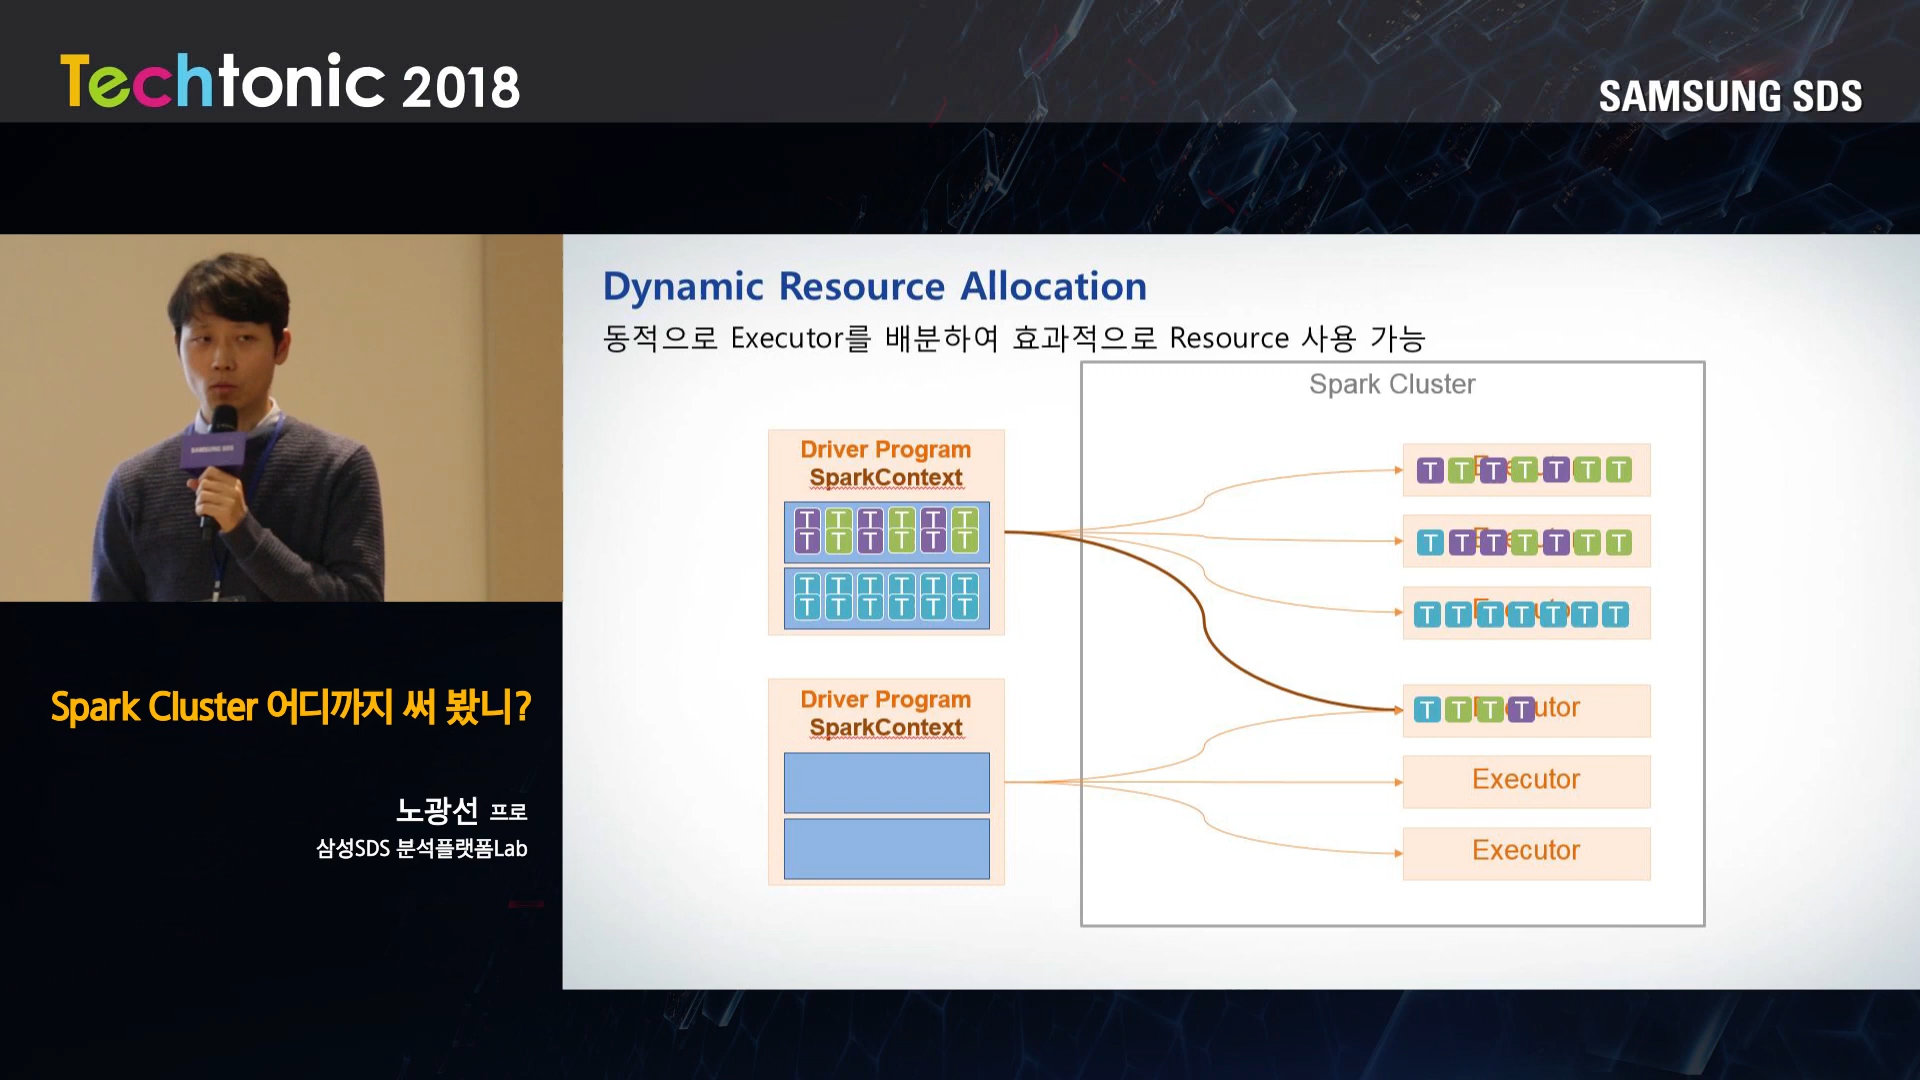 Techtonic 2018
SAMSUNG SDS
SAMSUNG SDS
Spark Cluster 어디까지 써 봤니?
노광선 프로
삼성SDS 분석플랫폼Lab
Dynamic Resource Allocation
동적으로 Executor를 배분하여 효과적으로 Resource 사용 가능
Spark Cluster
Driver Program
SparkContext
T T T T T T
T T T T T T
T T T T T T
T T T T T T
Driver Program
SparkContext
T T T T T T T
T T T T T T T
T T T T T T T
T T T T utor
Executor
Executor